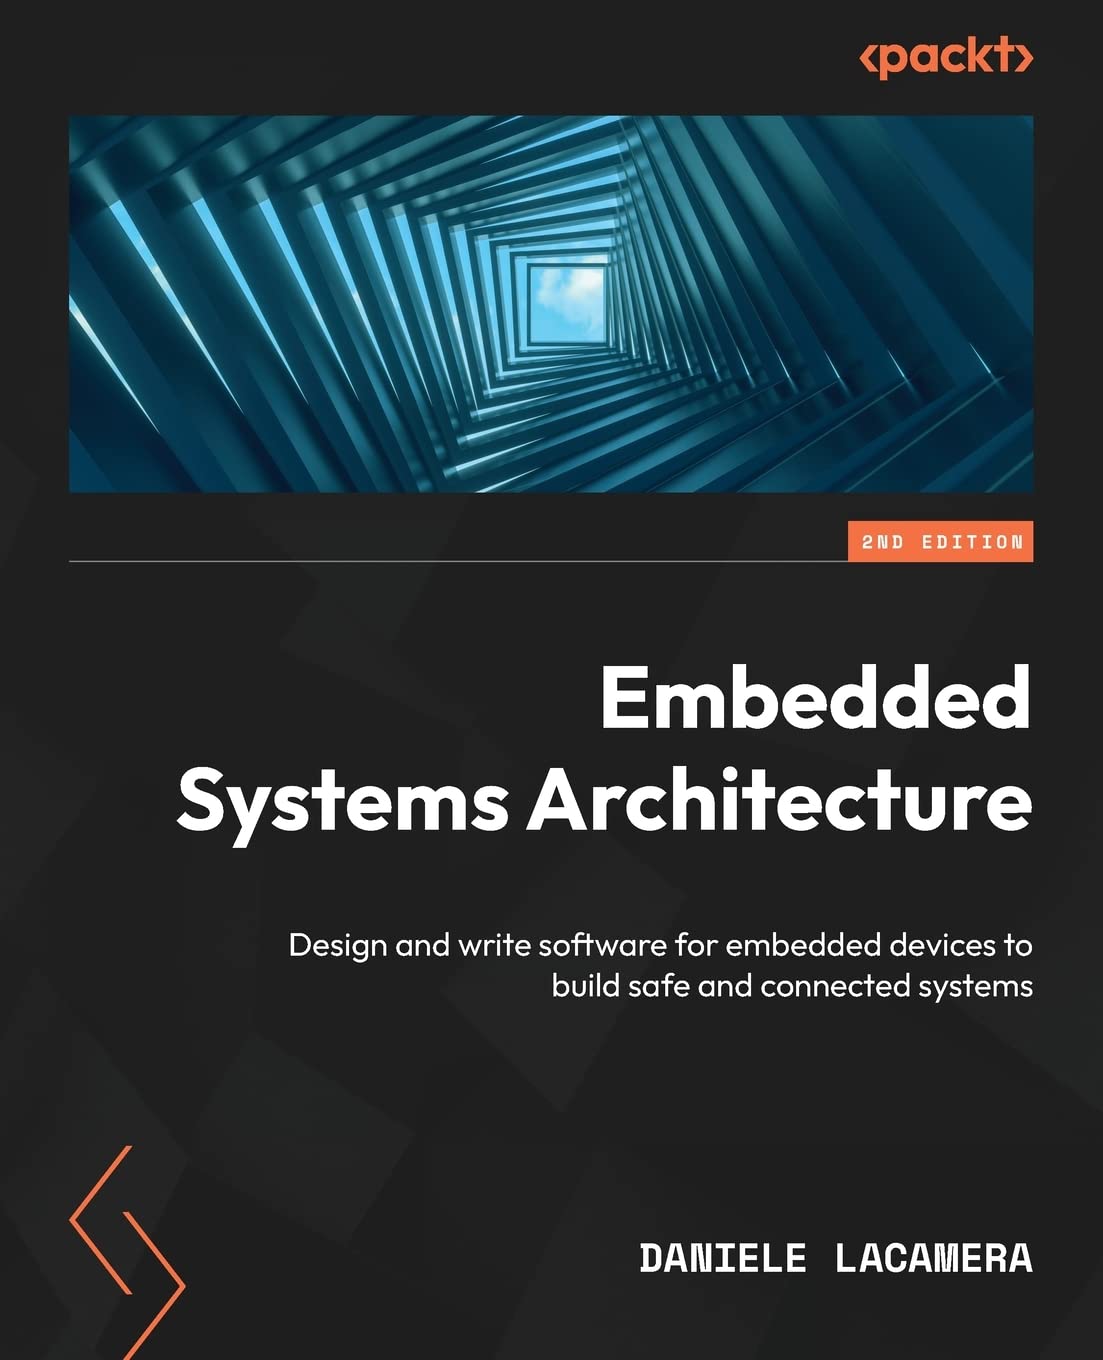 <packt>
2ND EDITION
Embedded
Systems Architecture
Design and write software for embedded devices to
build safe and connected systems
DANIELE LACAMERA